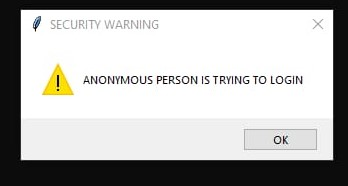 SECURITY WARNING
ANONYMOUS PERSON IS TRYING TO LOGIN
OK